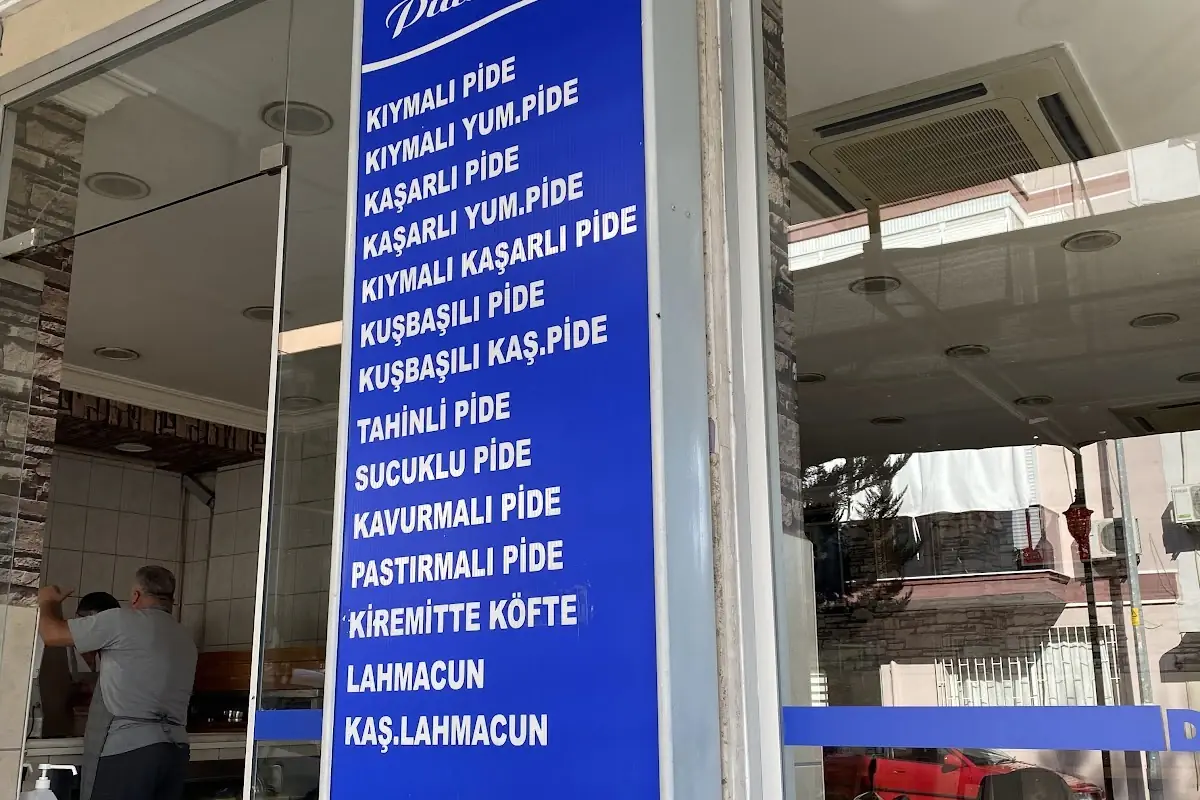 KIYMALI PİDE
KIYMALI YUM.PİDE
KAŞARLI PİDE
KAŞARLI YUM.PİDE
KIYMALI KAŞARLI PİDE
KUŞBAŞILI PİDE
KUŞBAŞILI KAŞ.PİDE
TAHİNLİ PİDE
SUCUKLU PİDE
KAVURMALI PİDE
PASTIRMALI PİDE
KİREMİTTE KÖFTE
LAHMACUN
KAŞ.LAHMACUN